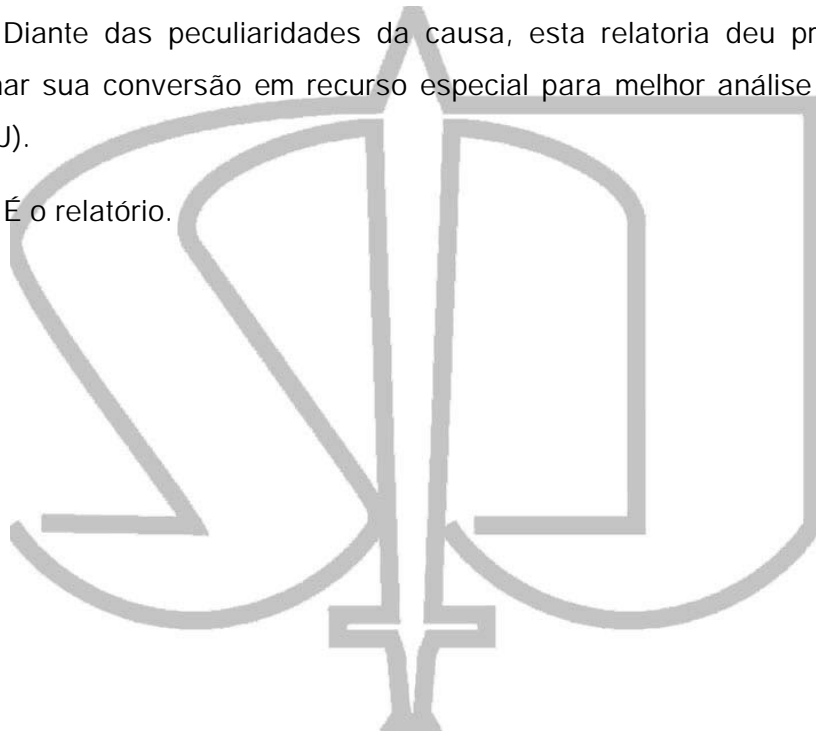 Diante das peculiaridades da causa, esta relatoria deu pr
nar sua conversão em recurso especial para melhor análise
J).
É o relatório.